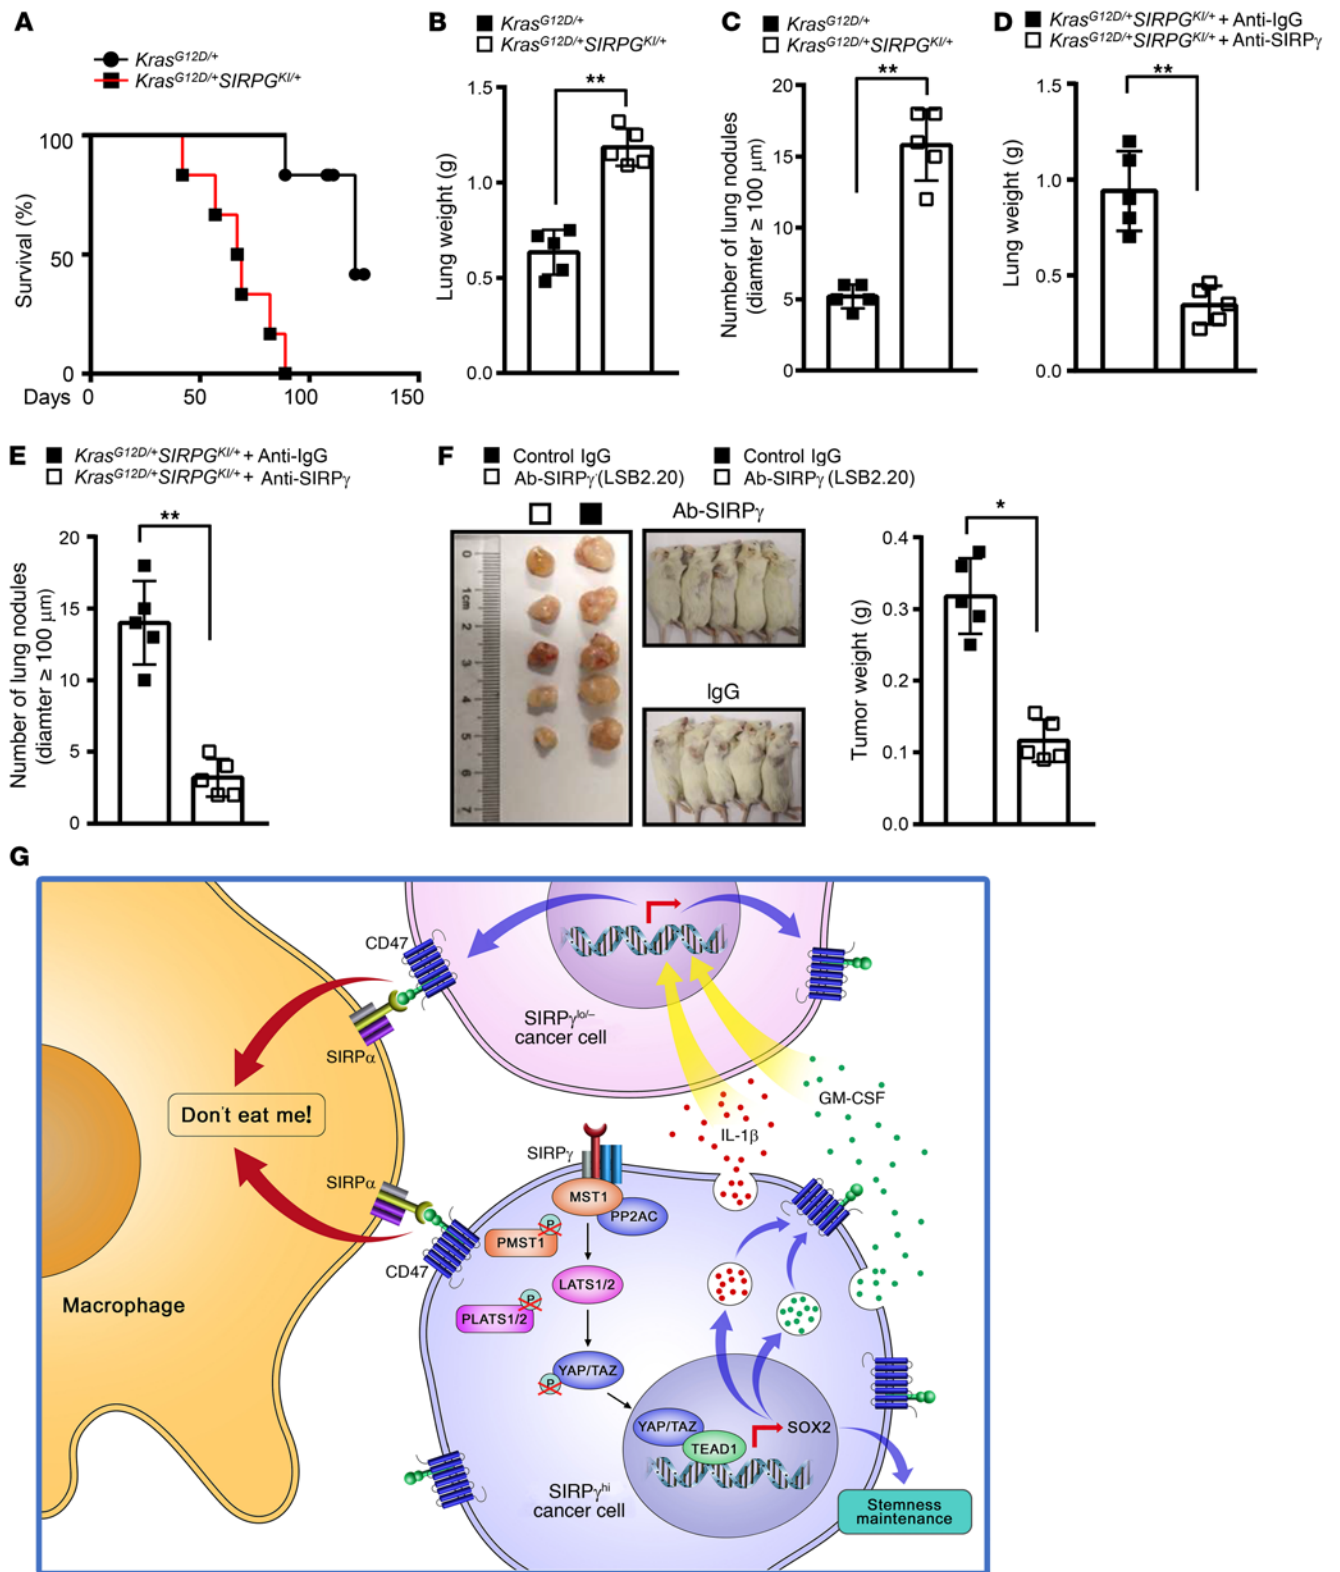 A
Kras^G12D/+
Kras^G12D/+SIRPG^KI/+
Survival (%)
100
50
0
Days
0
50
100
150
B
Kras^G12D/+
Kras^G12D/+SIRPG^KI/+
**
Lung weight (g)
1.5
1.0
0.5
0.0
C
Kras^G12D/+
Kras^G12D/+SIRPG^KI/+
**
Number of lung nodules
(diamter ≥ 100 μm)
20
15
10
5
0
D
Kras^G12D/+SIRPG^KI/+ + Anti-IgG
Kras^G12D/+SIRPG^KI/+ + Anti-SIRPγ
**
Lung weight (g)
1.5
1.0
0.5
0.0
E
Kras^G12D/+SIRPG^KI/+ + Anti-IgG
Kras^G12D/+SIRPG^KI/+ + Anti-SIRPγ
**
Number of lung nodules
(diamter ≥ 100 μm)
20
15
10
5
0
F
Control IgG
Ab-SIRPγ (LSB2.20)
Control IgG
Ab-SIRPγ (LSB2.20)
0
1cm
2
3
4
5
6
7
Ab-SIRPγ
IgG
*
Tumor weight (g)
0.4
0.3
0.2
0.1
0.0
G
CD47
SIRPα
SIRPγ^lo/–
cancer cell
Don't eat me!
GM-CSF
IL-1β
SIRPγ
SIRPα
MST1
PP2AC
P
PMST1
CD47
LATS1/2
P
PLATS1/2
Macrophage
YAP/TAZ
P
YAP/TAZ
SOX2
TEAD1
SIRPγ^hi
cancer cell
Stemness
maintenance